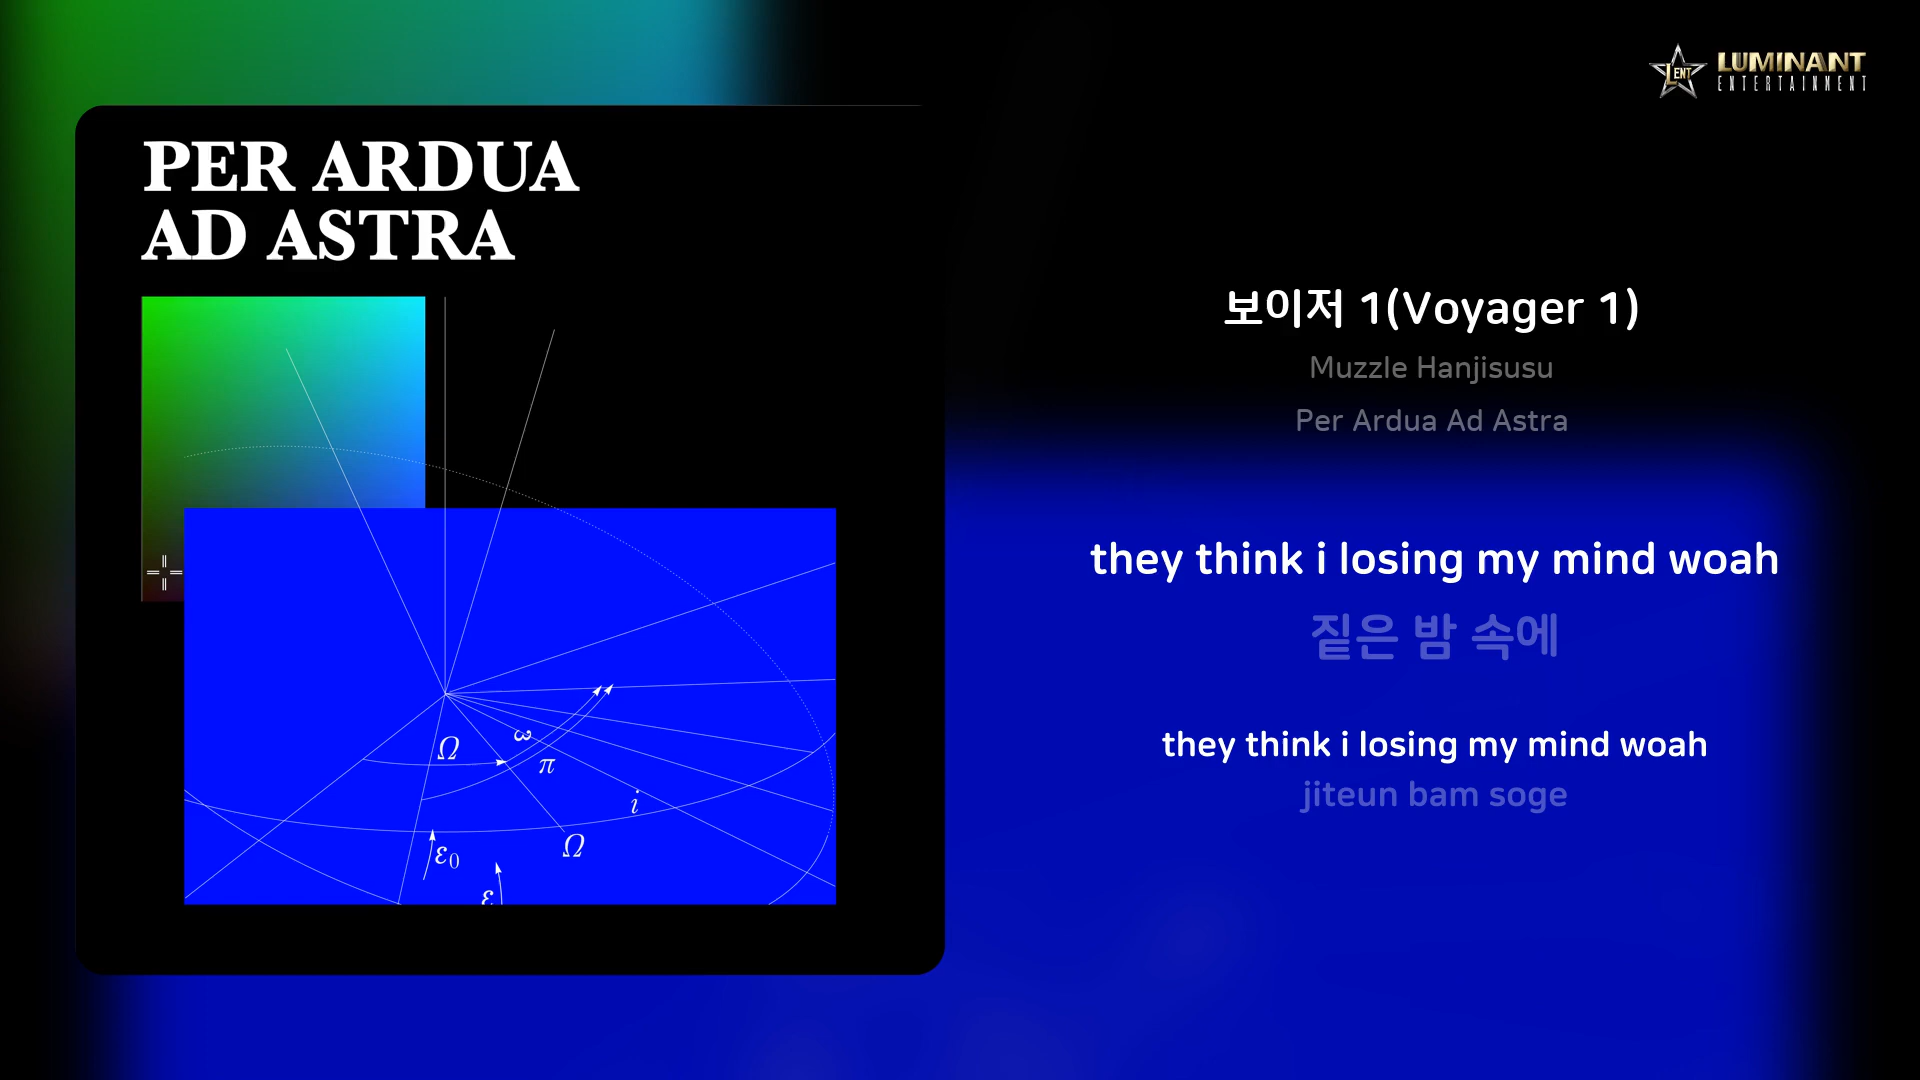 PER ARDUA
AD ASTRA
Ω
ω
π
i
Ω
ε0
ε
L ENT
LUMINANT
ENTERTAINMENT
보이저 1(Voyager 1)
Muzzle Hanjisusu
Per Ardua Ad Astra
they think i losing my mind woah
짙은 밤 속에
they think i losing my mind woah
jiteun bam soge